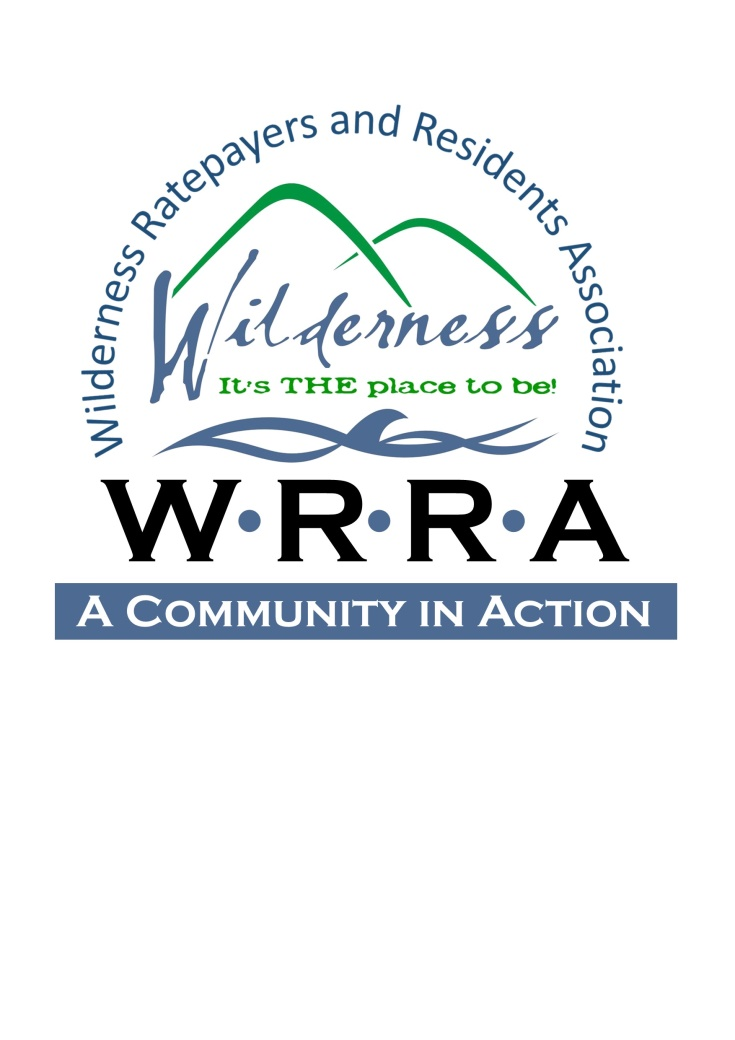 Wilderness Ratepayers and Residents Association
Wilderness
It's THE place to be!
W•R•R•A
A COMMUNITY IN ACTION